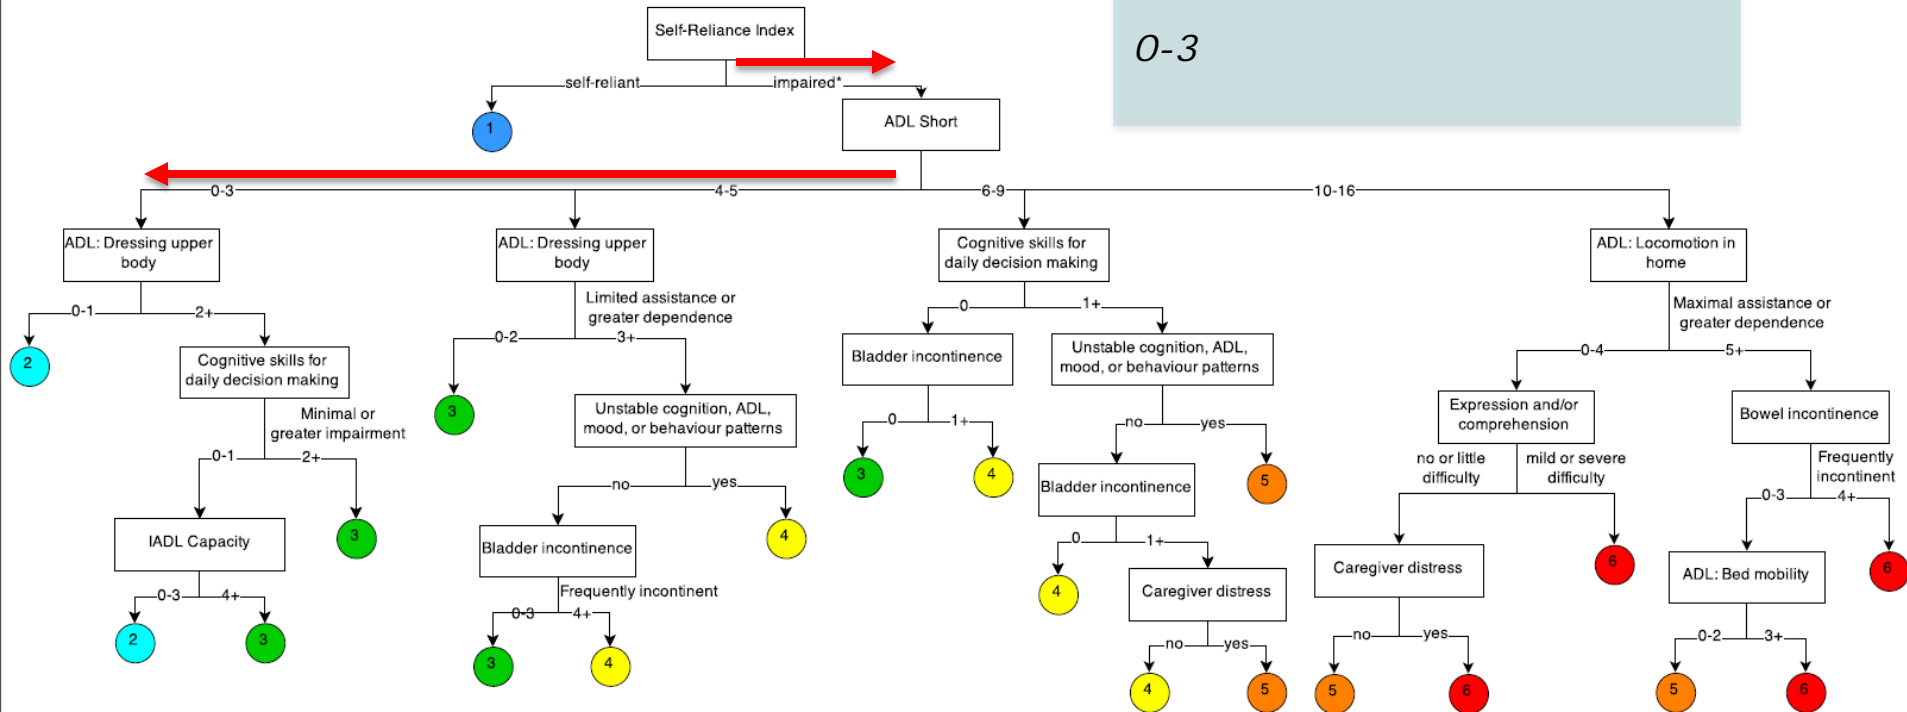 Self-Reliance Index
0-3
self-reliant
impaired*
1
ADL Short
0-3
4-5
6-9
10-16
ADL: Dressing upper
body
ADL: Dressing upper
body
Cognitive skills for
daily decision making
ADL: Locomotion in
home
0-1
2+
Limited assistance or
greater dependence
0-2
3+
0
1+
Maximal assistance or
greater dependence
0-4
5+
2
Cognitive skills for
daily decision making
Minimal or
greater impairment
0-1
2+
3
Unstable cognition, ADL,
mood, or behaviour patterns
no
yes
Bladder incontinence
0
1+
3
4
Unstable cognition, ADL,
mood, or behaviour patterns
no
yes
Bladder incontinence
5
Expression and/or
comprehension
no or little
difficulty
mild or severe
difficulty
Bowel incontinence
Frequently
incontinent
0-3
4+
IADL Capacity
3
0-3
4+
2
3
Bladder incontinence
4
Frequently incontinent
0-3
4+
3
4
0
1+
4
Caregiver distress
no
yes
4
5
Caregiver distress
6
no
yes
5
6
ADL: Bed mobility
6
0-2
3+
5
6